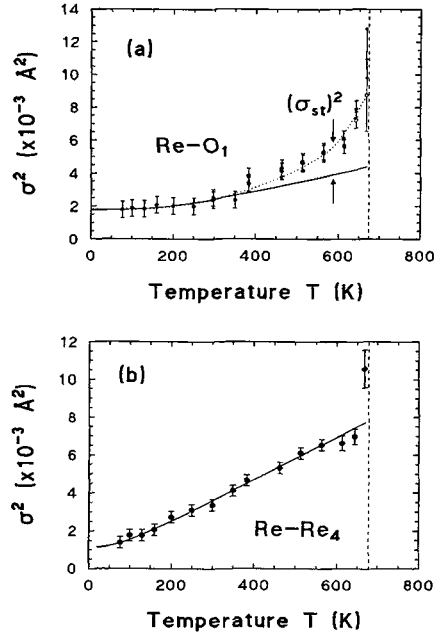 14
12
(a)
10
8
(σst)²
6
Re-O₁
4
2
0
σ² (x10⁻³ Å²)
0 200 400 600 800
Temperature T (K)
12
(b)
10
8
6
4
2
Re-Re₄
0
σ² (x10⁻³ Å²)
0 200 400 600 800
Temperature T (K)